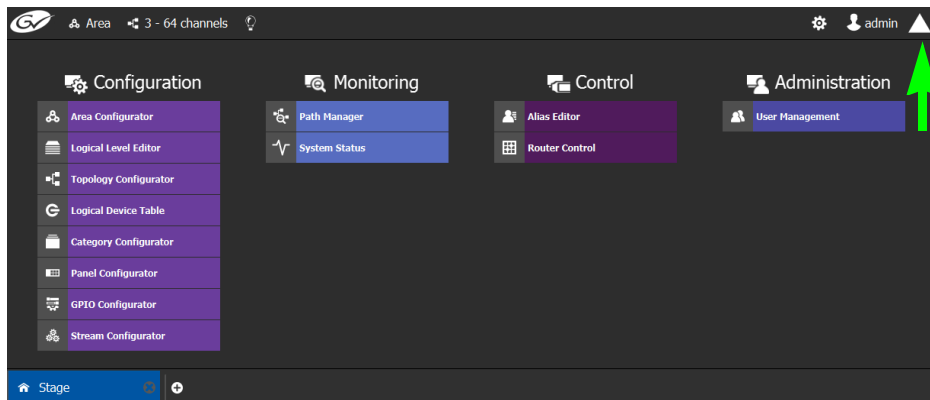 GV Area 3 - 64 channels admin
Configuration Monitoring Control Administration
Area Configurator Path Manager Alias Editor User Management
Logical Level Editor System Status Router Control
Topology Configurator
Logical Device Table
Category Configurator
Panel Configurator
GPIO Configurator
Stream Configurator
Stage